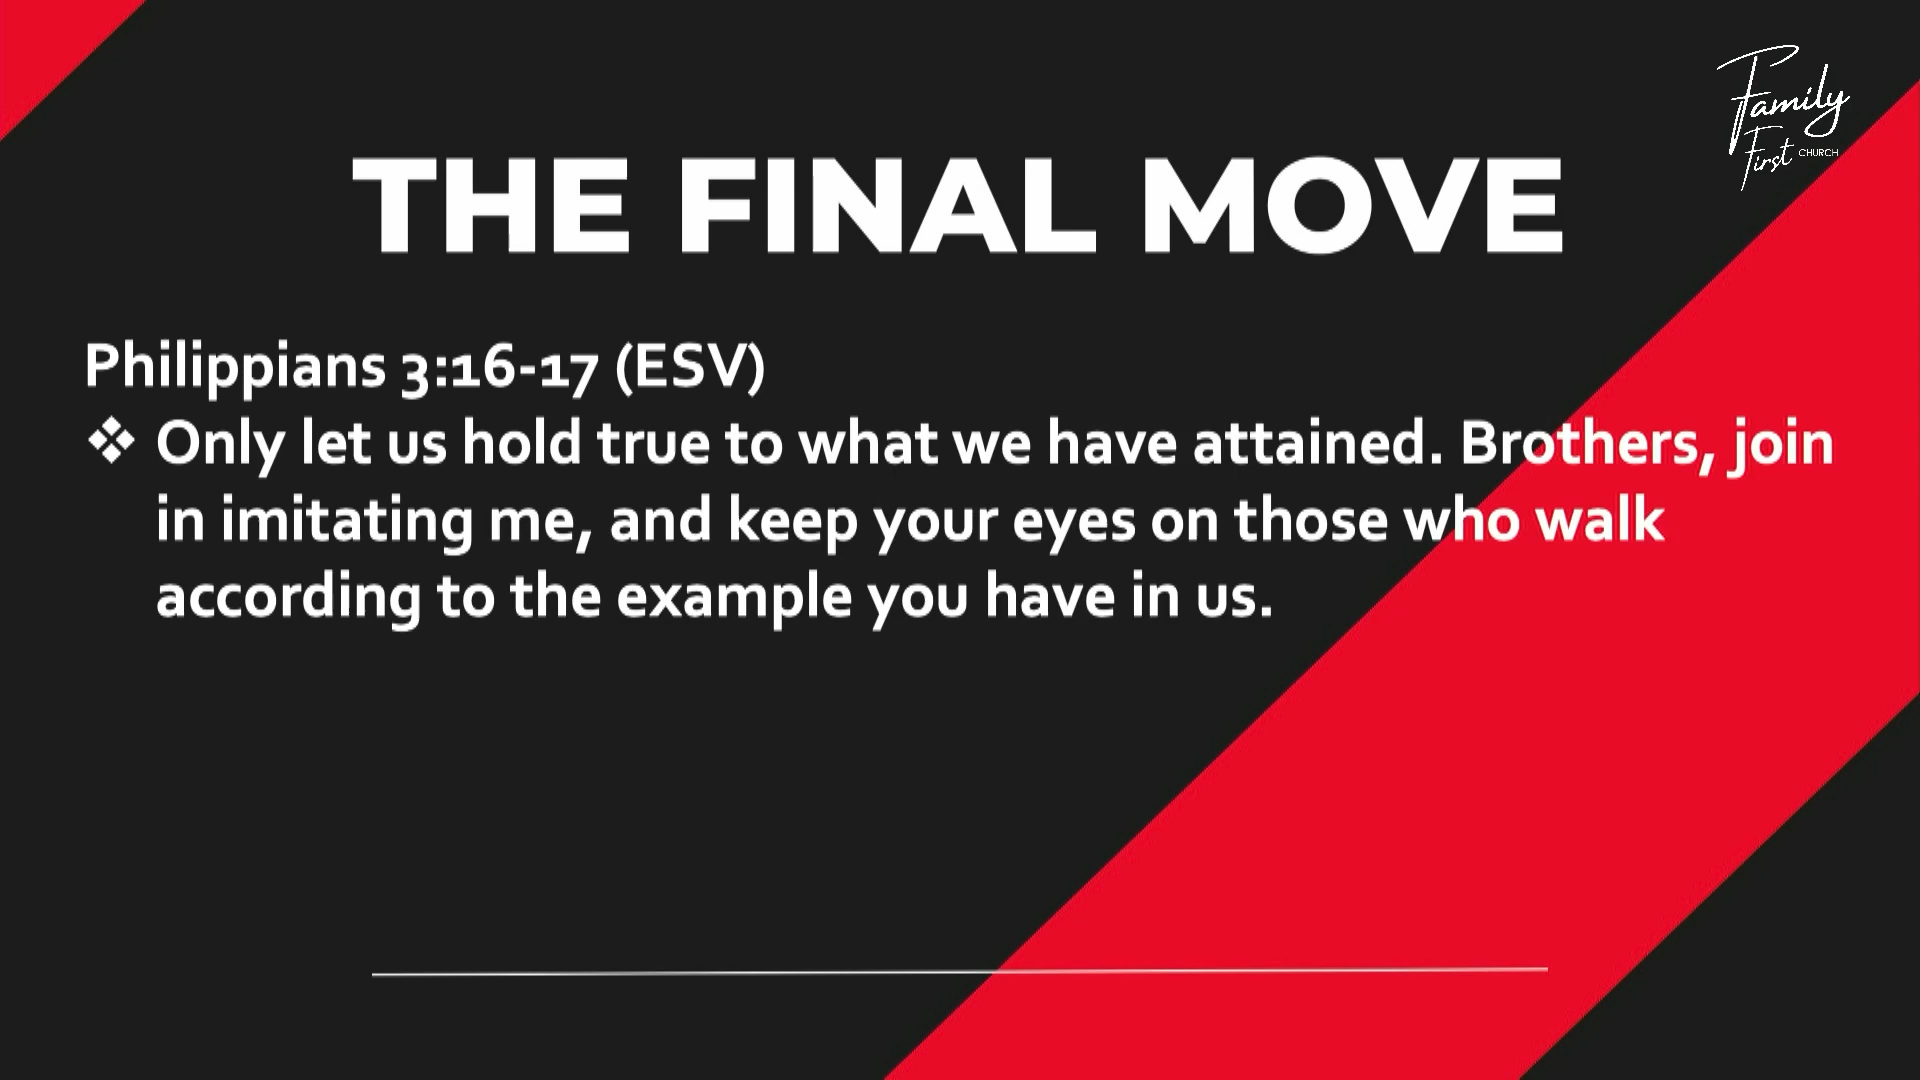 Family
First CHURCH
THE FINAL MOVE
Philippians 3:16-17 (ESV)
❖ Only let us hold true to what we have attained. Brothers, join
in imitating me, and keep your eyes on those who walk
according to the example you have in us.